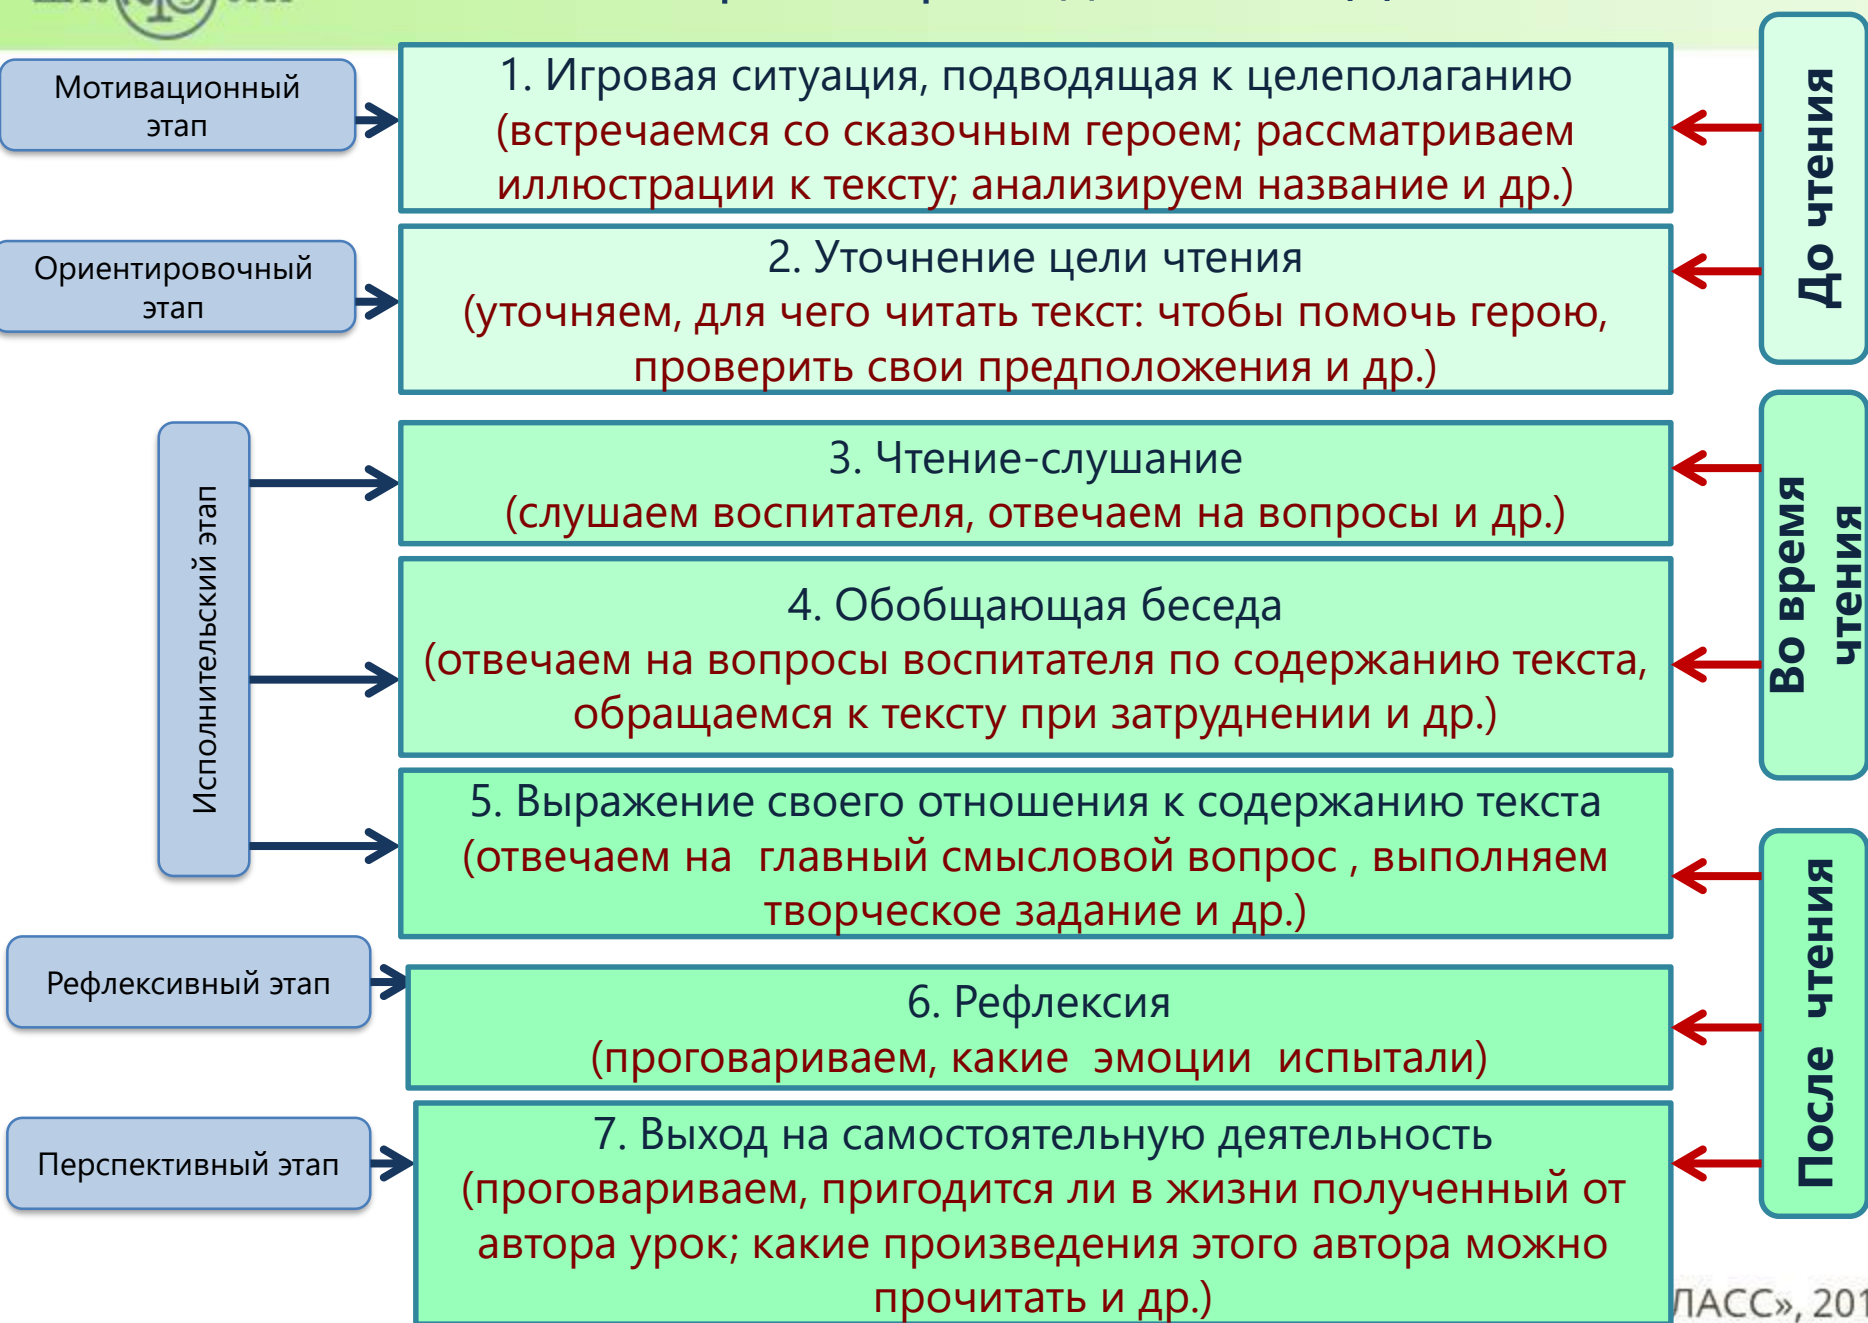 Мотивационный
этап
1. Игровая ситуация, подводящая к целеполаганию
(встречаемся со сказочным героем; рассматриваем
иллюстрации к тексту; анализируем название и др.)
До чтения
Ориентировочный
этап
2. Уточнение цели чтения
(уточняем, для чего читать текст: чтобы помочь герою,
проверить свои предположения и др.)
Исполнительский этап
3. Чтение-слушание
(слушаем воспитателя, отвечаем на вопросы и др.)
Во время
чтения
4. Обобщающая беседа
(отвечаем на вопросы воспитателя по содержанию текста,
обращаемся к тексту при затруднении и др.)
5. Выражение своего отношения к содержанию текста
(отвечаем на  главный смысловой вопрос , выполняем
творческое задание и др.)
После  чтения
Рефлексивный этап
6. Рефлексия
(проговариваем, какие  эмоции  испытали)
Перспективный этап
7. Выход на самостоятельную деятельность
(проговариваем, пригодится ли в жизни полученный от
автора урок; какие произведения этого автора можно
прочитать и др.)
ЛАСС», 201